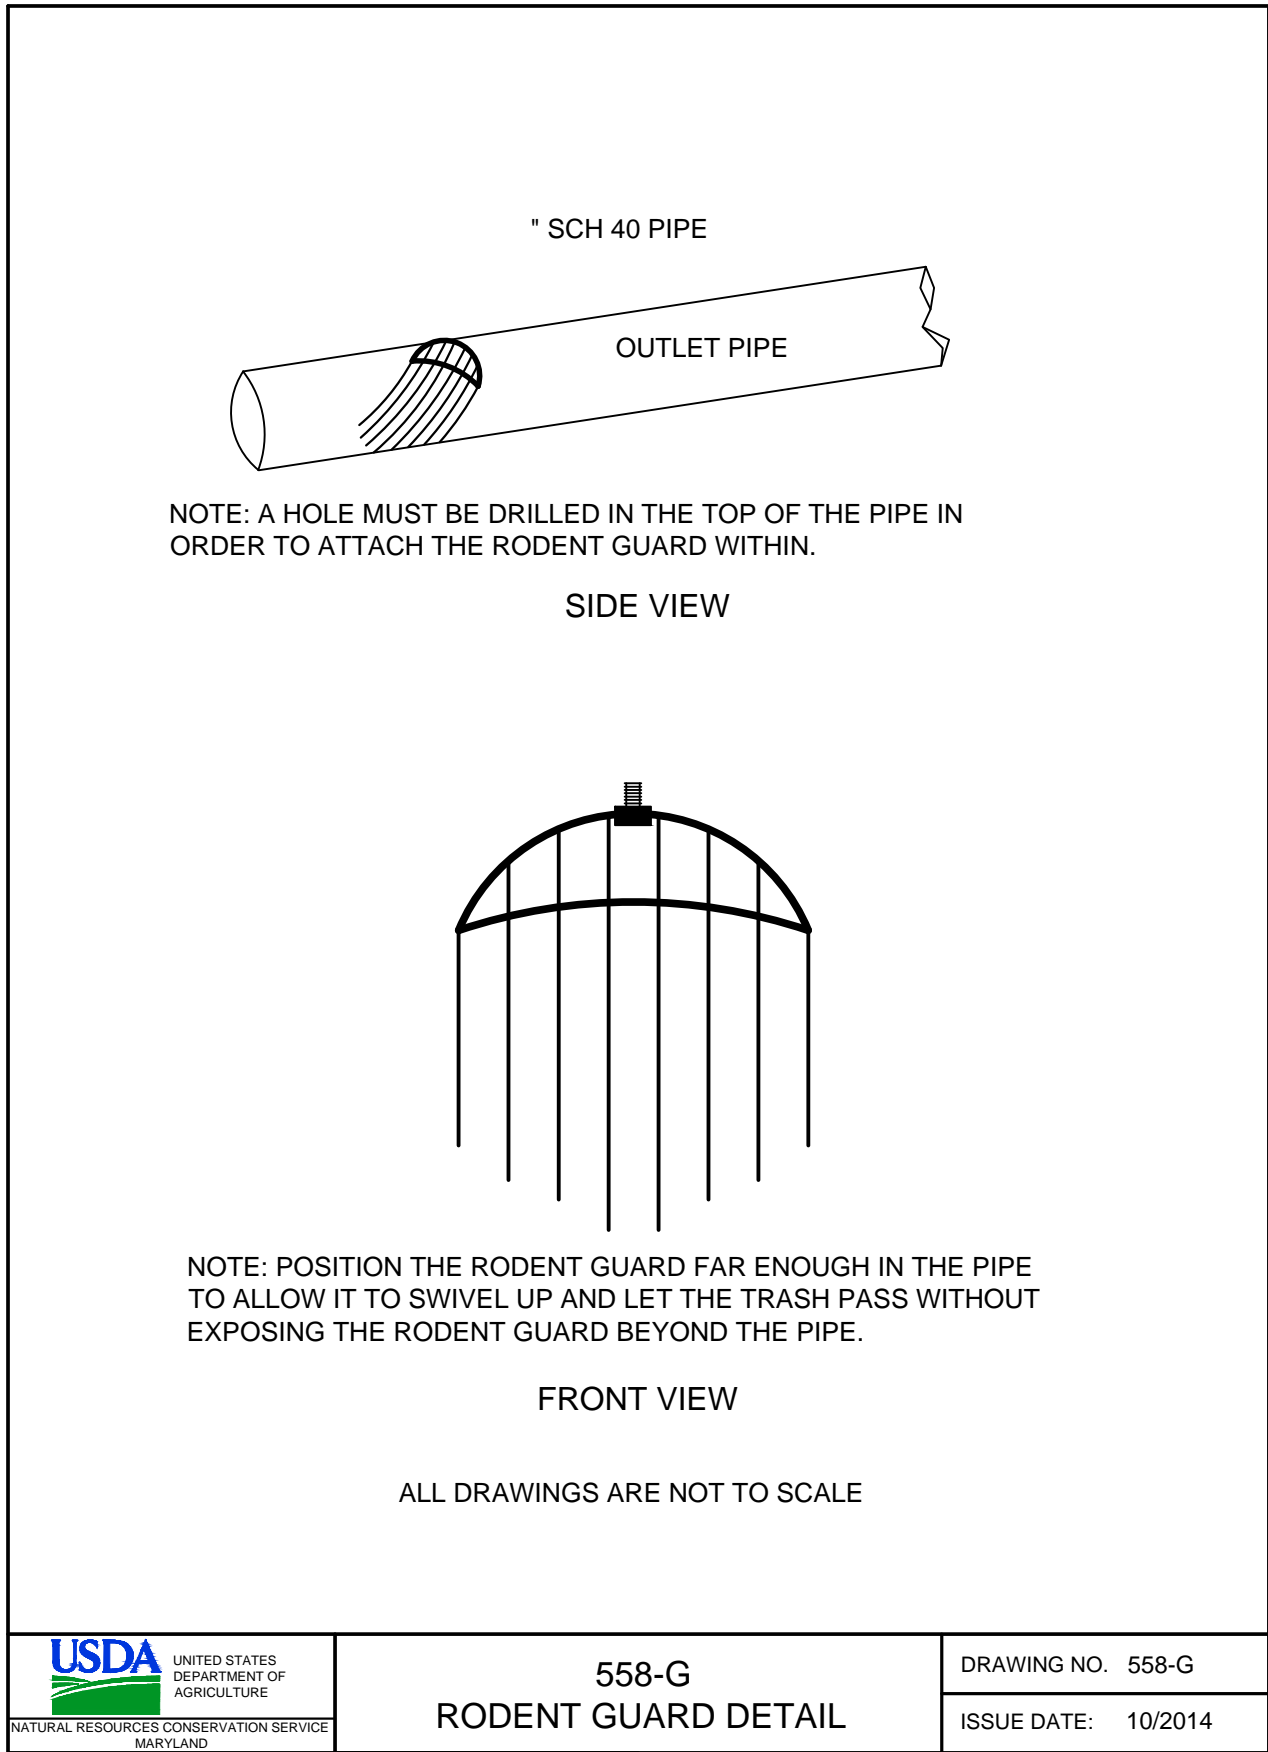 " SCH 40 PIPE
OUTLET PIPE
NOTE: A HOLE MUST BE DRILLED IN THE TOP OF THE PIPE IN
ORDER TO ATTACH THE RODENT GUARD WITHIN.
SIDE VIEW
NOTE: POSITION THE RODENT GUARD FAR ENOUGH IN THE PIPE
TO ALLOW IT TO SWIVEL UP AND LET THE TRASH PASS WITHOUT
EXPOSING THE RODENT GUARD BEYOND THE PIPE.
FRONT VIEW
ALL DRAWINGS ARE NOT TO SCALE
USDA
UNITED STATES
DEPARTMENT OF
AGRICULTURE
NATURAL RESOURCES CONSERVATION SERVICE
MARYLAND
558-G
RODENT GUARD DETAIL
DRAWING NO. 558-G
ISSUE DATE: 10/2014